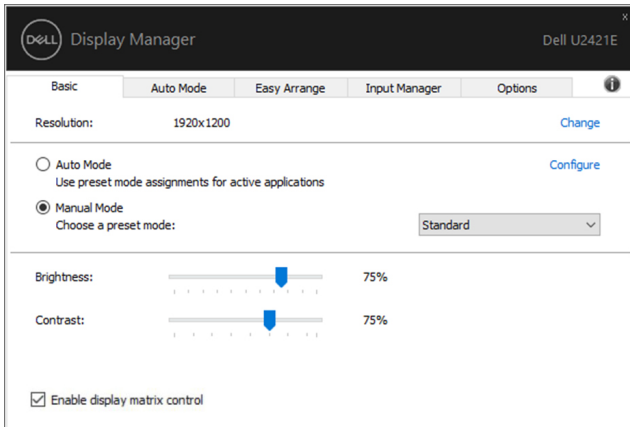 DELL Display Manager
x
Dell U2421E
Basic Auto Mode Easy Arrange Input Manager Options i
Resolution: 1920x1200 Change
Auto Mode Configure
Use preset mode assignments for active applications
Manual Mode
Choose a preset mode: Standard
Brightness: 75%
Contrast: 75%
Enable display matrix control